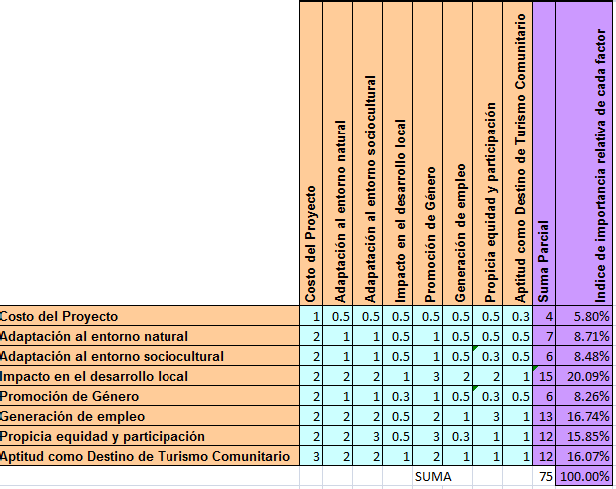 Costo del Proyecto
Adaptación al entorno natural
Adapatación al entorno sociocultural
Impacto en el desarrollo local
Promoción de Género
Generación de empleo
Propicia equidad y participación
Aptitud como Destino de Turismo Comunitario
Suma Parcial
Indice de importancia relativa de cada factor
Costo del Proyecto 1 0.5 0.5 0.5 0.5 0.5 0.5 0.3 4 5.80%
Adaptación al entorno natural 2 1 1 0.5 1 0.5 0.5 0.5 7 8.71%
Adaptación al entorno sociocultural 2 1 1 0.5 1 0.5 0.3 0.5 6 8.48%
Impacto en el desarrollo local 2 2 2 1 3 2 2 1 15 20.09%
Promoción de Género 2 1 1 0.3 1 0.5 0.3 0.5 6 8.26%
Generación de empleo 2 2 2 0.5 2 1 3 1 13 16.74%
Propicia equidad y participación 2 2 3 0.5 3 0.3 1 1 12 15.85%
Aptitud como Destino de Turismo Comunitario 3 2 2 1 2 1 1 1 12 16.07%
SUMA 75 100.00%